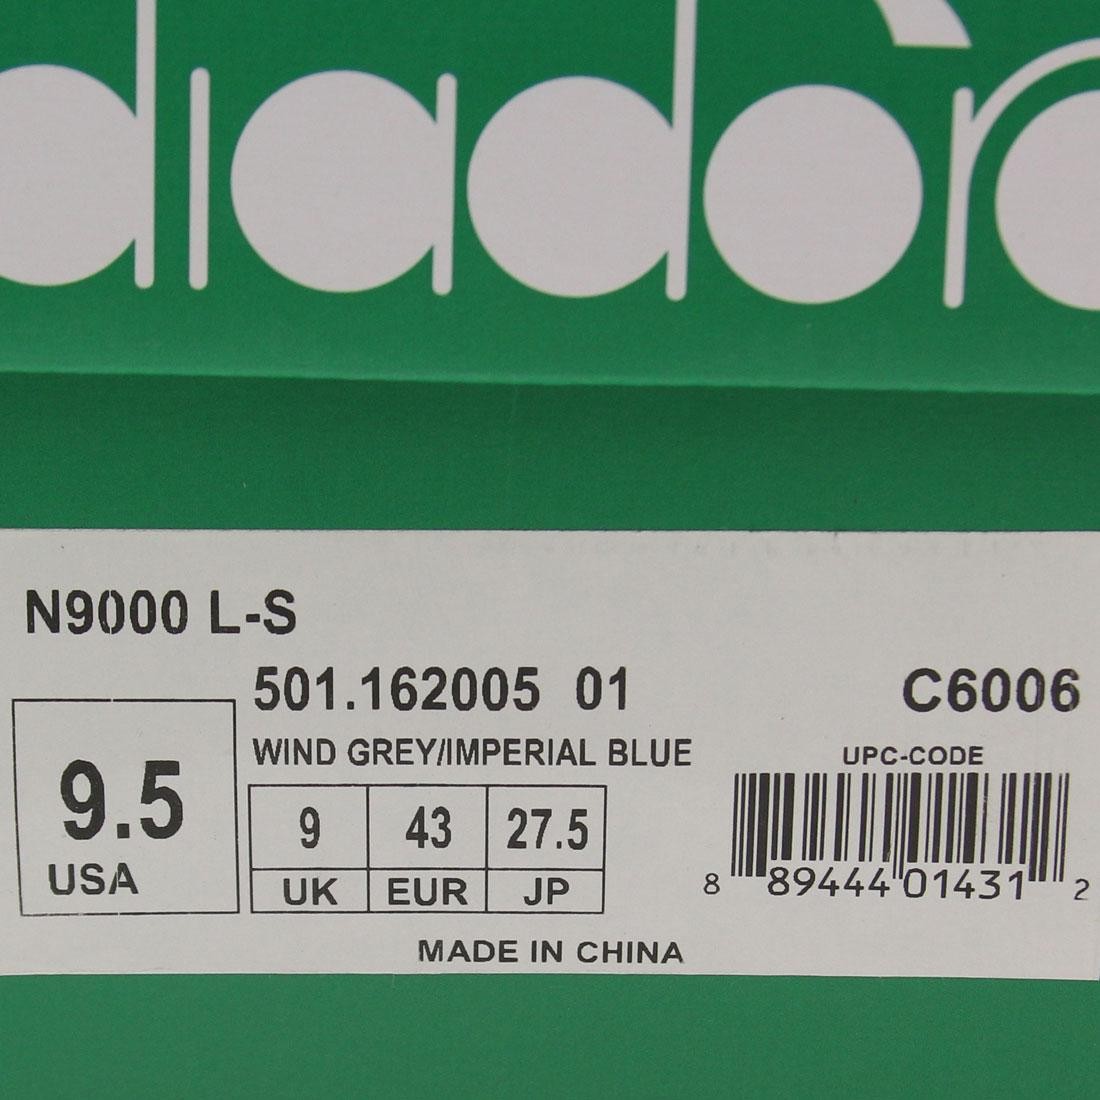 diador
N9000 L-S
501.162005 01
C6006
WIND GREY/IMPERIAL BLUE
UPC-CODE
9.5
USA
9 43 27.5
UK EUR JP
8 89444 01431 2
MADE IN CHINA